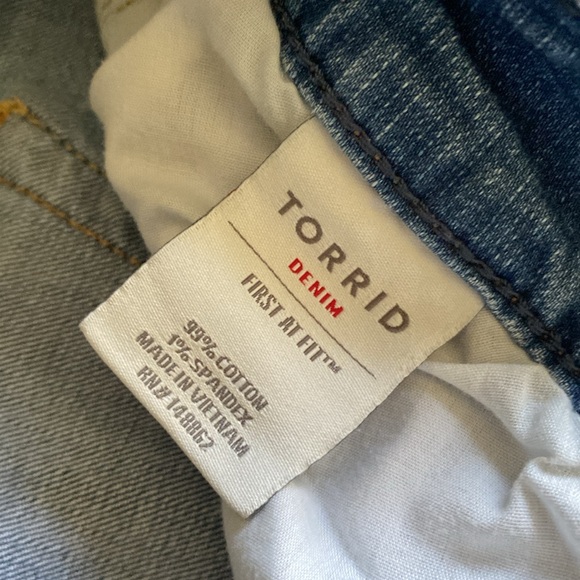 TORRID
DENIM
FIRST AT FIT™
99% COTTON
1% SPANDEX
MADE IN VIETNAM
RN# 148862